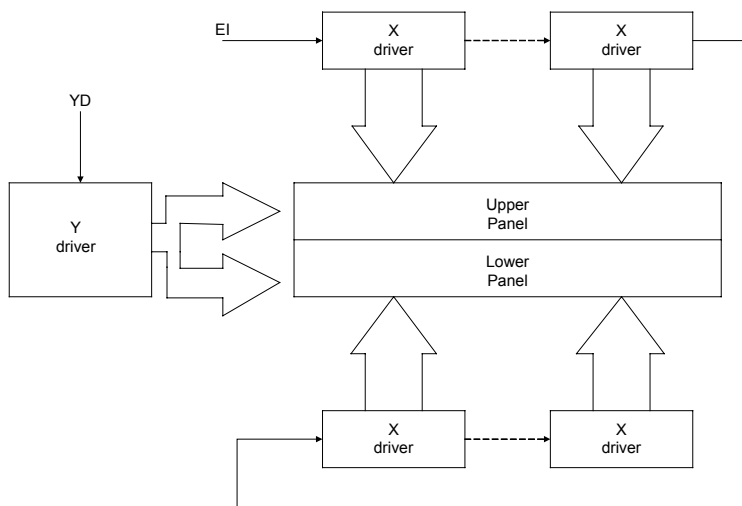 EI
X
driver
X
driver
YD
Y
driver
Upper
Panel
Lower
Panel
X
driver
X
driver